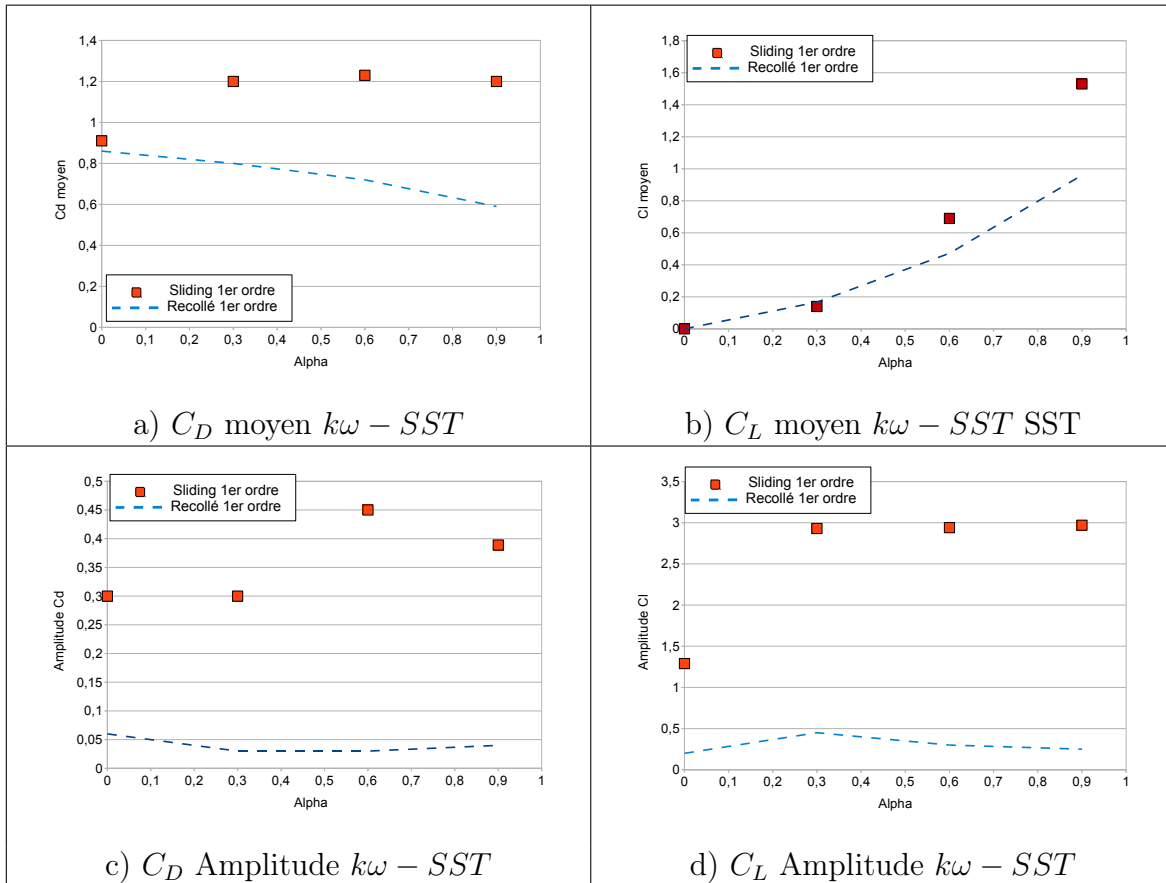 1,4
1,2
1
0,8
0,6
0,4
0,2
0
Cd moyen
Sliding 1er ordre
Recollé 1er ordre
0 0,1 0,2 0,3 0,4 0,5 0,6 0,7 0,8 0,9 1
Alpha
a) C_D moyen kω − SST
1,8
1,6
1,4
1,2
1
0,8
0,6
0,4
0,2
0
Cl moyen
Sliding 1er ordre
Recollé 1er ordre
0 0,1 0,2 0,3 0,4 0,5 0,6 0,7 0,8 0,9 1
Alpha
b) C_L moyen kω − SST SST
0,5
0,45
0,4
0,35
0,3
0,25
0,2
0,15
0,1
0,05
0
Amplitude Cd
Sliding 1er ordre
Recollé 1er ordre
0 0,1 0,2 0,3 0,4 0,5 0,6 0,7 0,8 0,9 1
Alpha
c) C_D Amplitude kω − SST
3,5
3
2,5
2
1,5
1
0,5
0
Amplitude Cl
Sliding 1er ordre
Recollé 1er ordre
0 0,1 0,2 0,3 0,4 0,5 0,6 0,7 0,8 0,9 1
Alpha
d) C_L Amplitude kω − SST